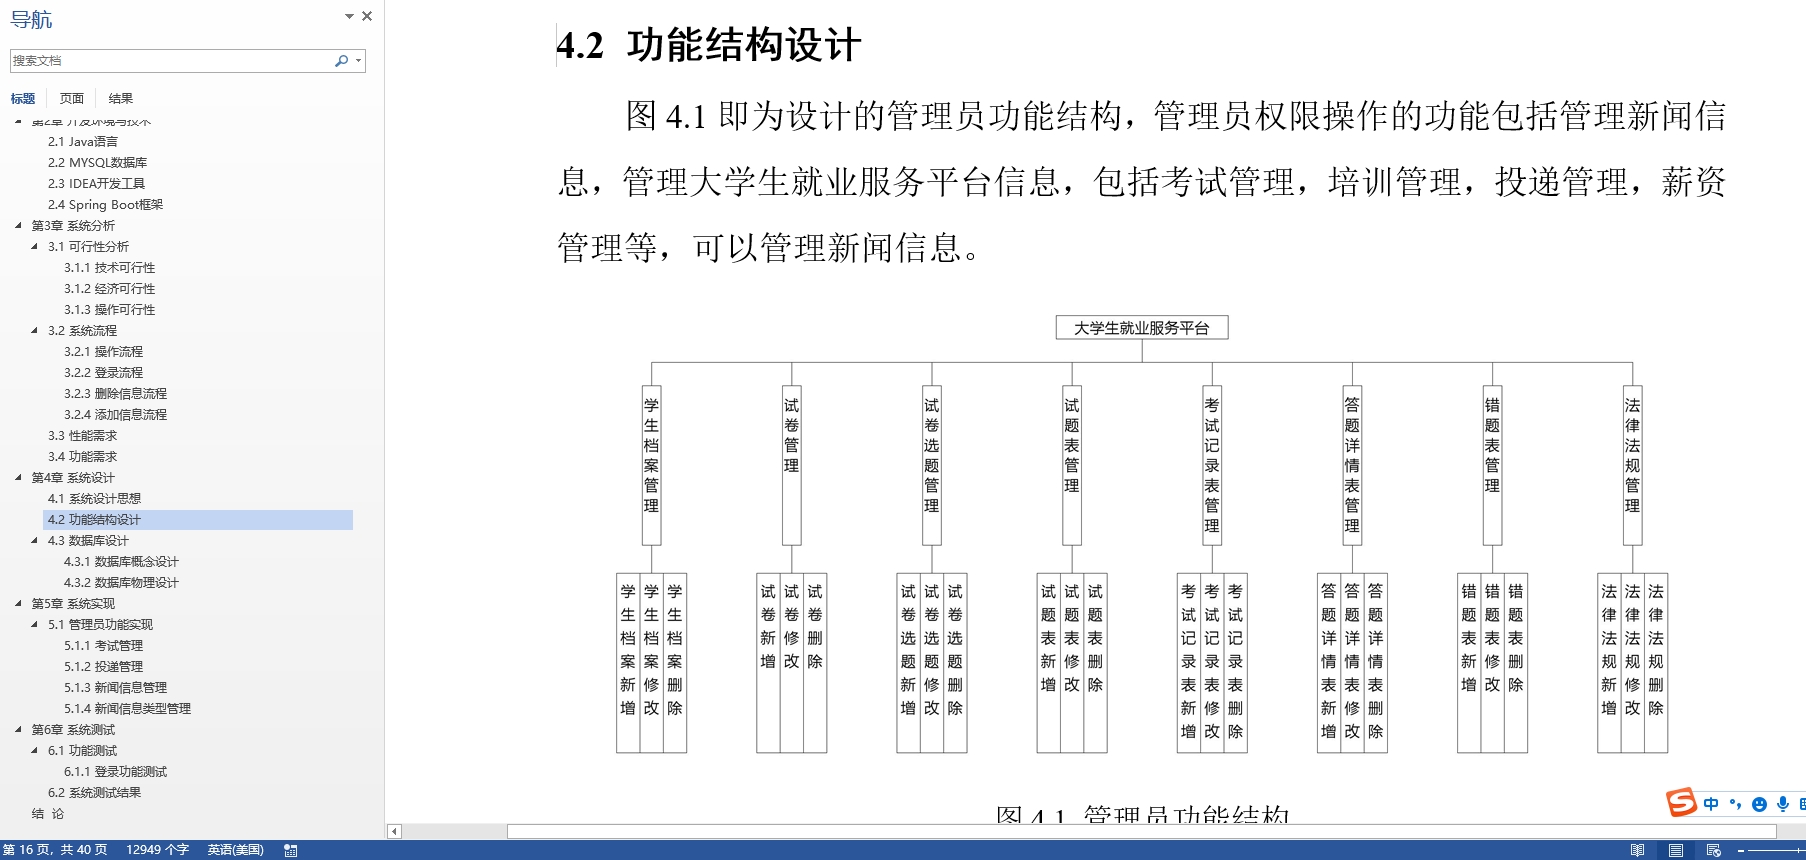 导航
搜索文档
标题 页面 结果
第2章 开发环境与技术
2.1 Java语言
2.2 MYSQL数据库
2.3 IDEA开发工具
2.4 Spring Boot框架
第3章 系统分析
3.1 可行性分析
3.1.1 技术可行性
3.1.2 经济可行性
3.1.3 操作可行性
3.2 系统流程
3.2.1 操作流程
3.2.2 登录流程
3.2.3 删除信息流程
3.2.4 添加信息流程
3.3 性能需求
3.4 功能需求
第4章 系统设计
4.1 系统设计思想
4.2 功能结构设计
4.3 数据库设计
4.3.1 数据库概念设计
4.3.2 数据库物理设计
第5章 系统实现
5.1 管理员功能实现
5.1.1 考试管理
5.1.2 投递管理
5.1.3 新闻信息管理
5.1.4 新闻信息类型管理
第6章 系统测试
6.1 功能测试
6.1.1 登录功能测试
6.2 系统测试结果
结 论
4.2 功能结构设计
图 4.1 即为设计的管理员功能结构，管理员权限操作的功能包括管理新闻信
息，管理大学生就业服务平台信息，包括考试管理，培训管理，投递管理，薪资
管理等，可以管理新闻信息。
大学生就业服务平台
学生档案管理
试卷管理
试卷选题管理
试题表管理
考试记录表管理
答题详情表管理
错题表管理
法律法规管理
学生档案新增
学生档案修改
学生档案删除
试卷新增
试卷修改
试卷删除
试卷选题新增
试卷选题修改
试卷选题删除
试题表新增
试题表修改
试题表删除
考试记录表新增
考试记录表修改
考试记录表删除
答题详情表新增
答题详情表修改
答题详情表删除
错题表新增
错题表修改
错题表删除
法律法规新增
法律法规修改
法律法规删除
图 4.1 管理员功能结构
中
第 16 页，共 40 页 12949 个字 英语(美国)